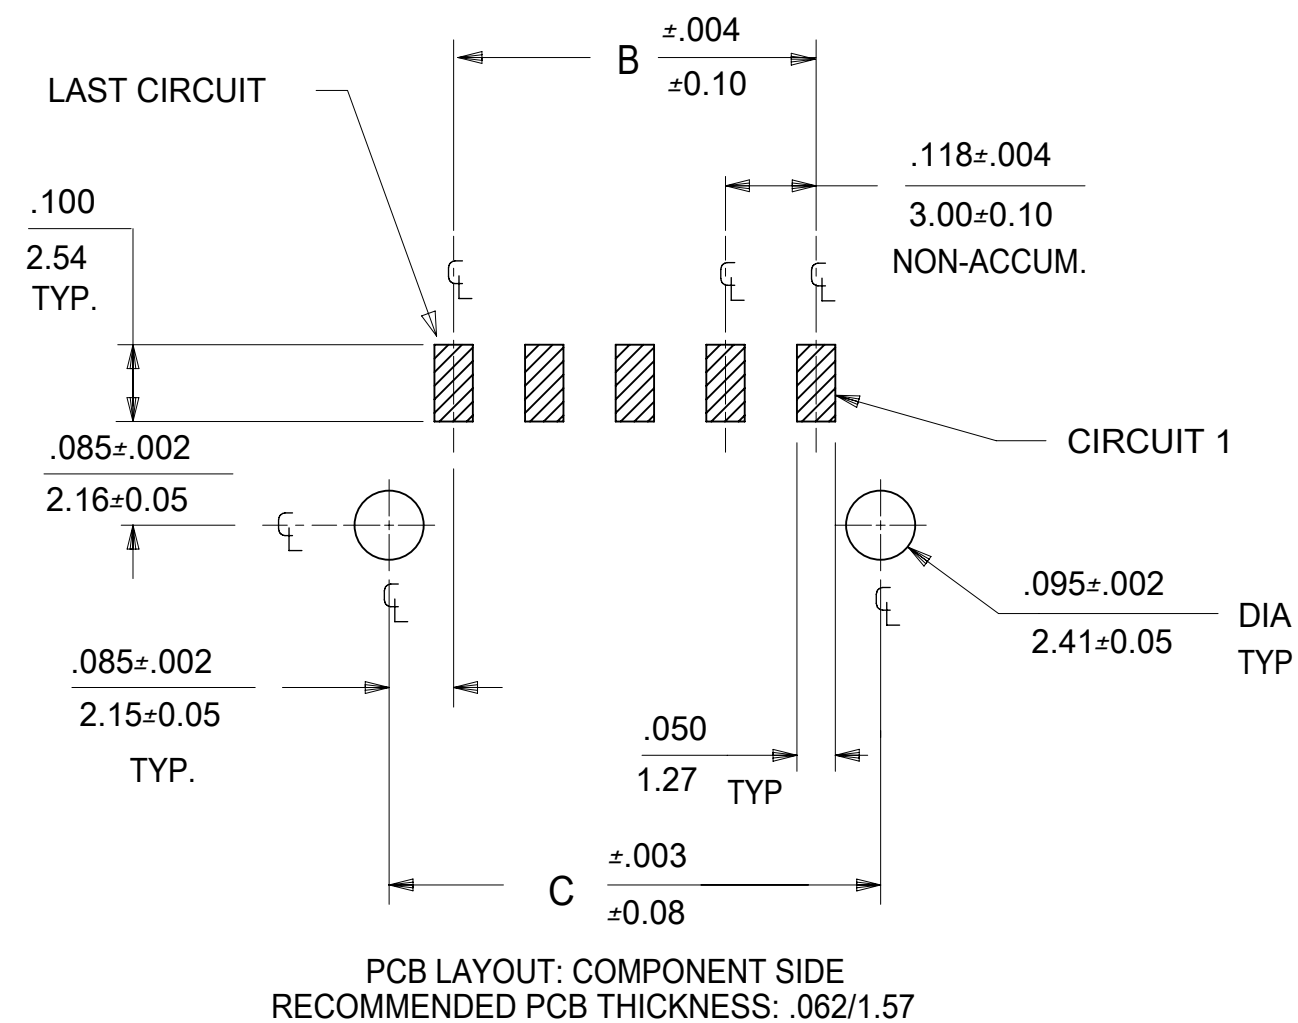 ±.004
B
±0.10
LAST CIRCUIT
.118±.004
3.00±0.10
NON-ACCUM.
.100
2.54
TYP.
CIRCUIT 1
.085±.002
2.16±0.05
.095±.002
2.41±0.05
DIA
TYP
.085±.002
2.15±0.05
TYP.
.050
1.27
TYP
±.003
C
±0.08
PCB LAYOUT: COMPONENT SIDE
RECOMMENDED PCB THICKNESS: .062/1.57